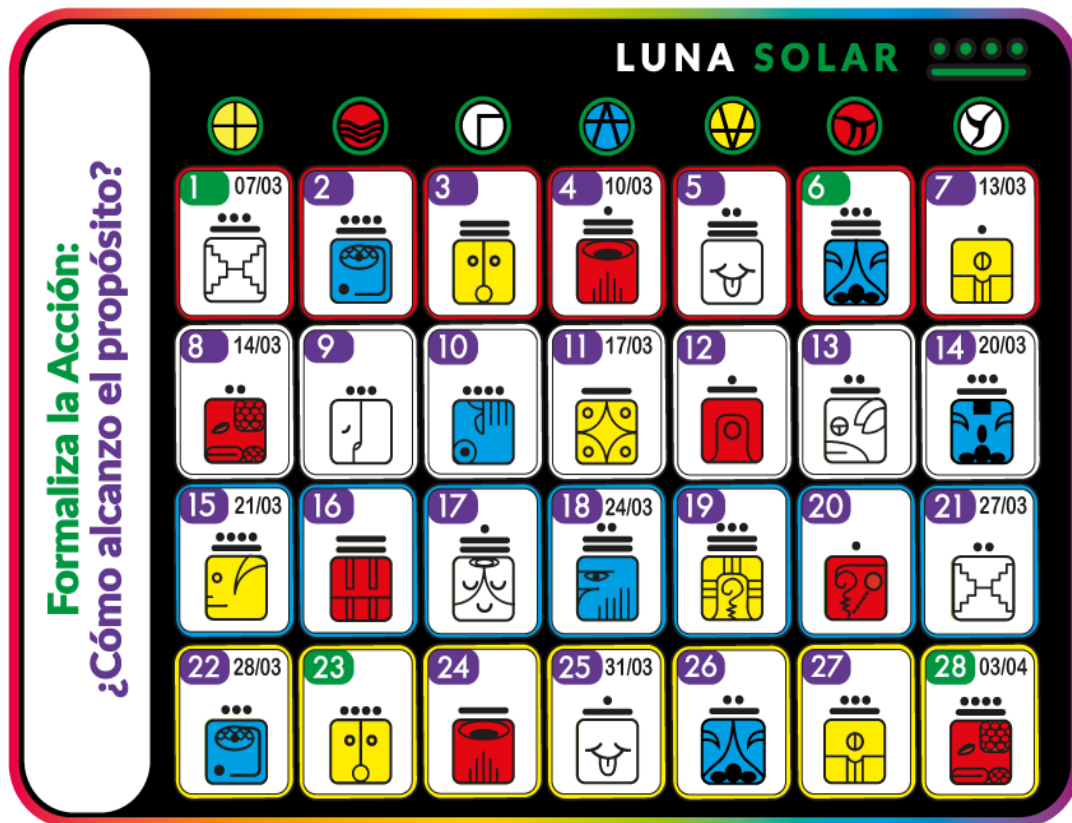 LUNA SOLAR
Formaliza la Acción:
¿Cómo alcanzo el propósito?
1 07/03 2 3 4 10/03 5 6 7 13/03
8 14/03 9 10 11 17/03 12 13 14 20/03
15 21/03 16 17 18 24/03 19 20 21 27/03
22 28/03 23 24 25 31/03 26 27 28 03/04